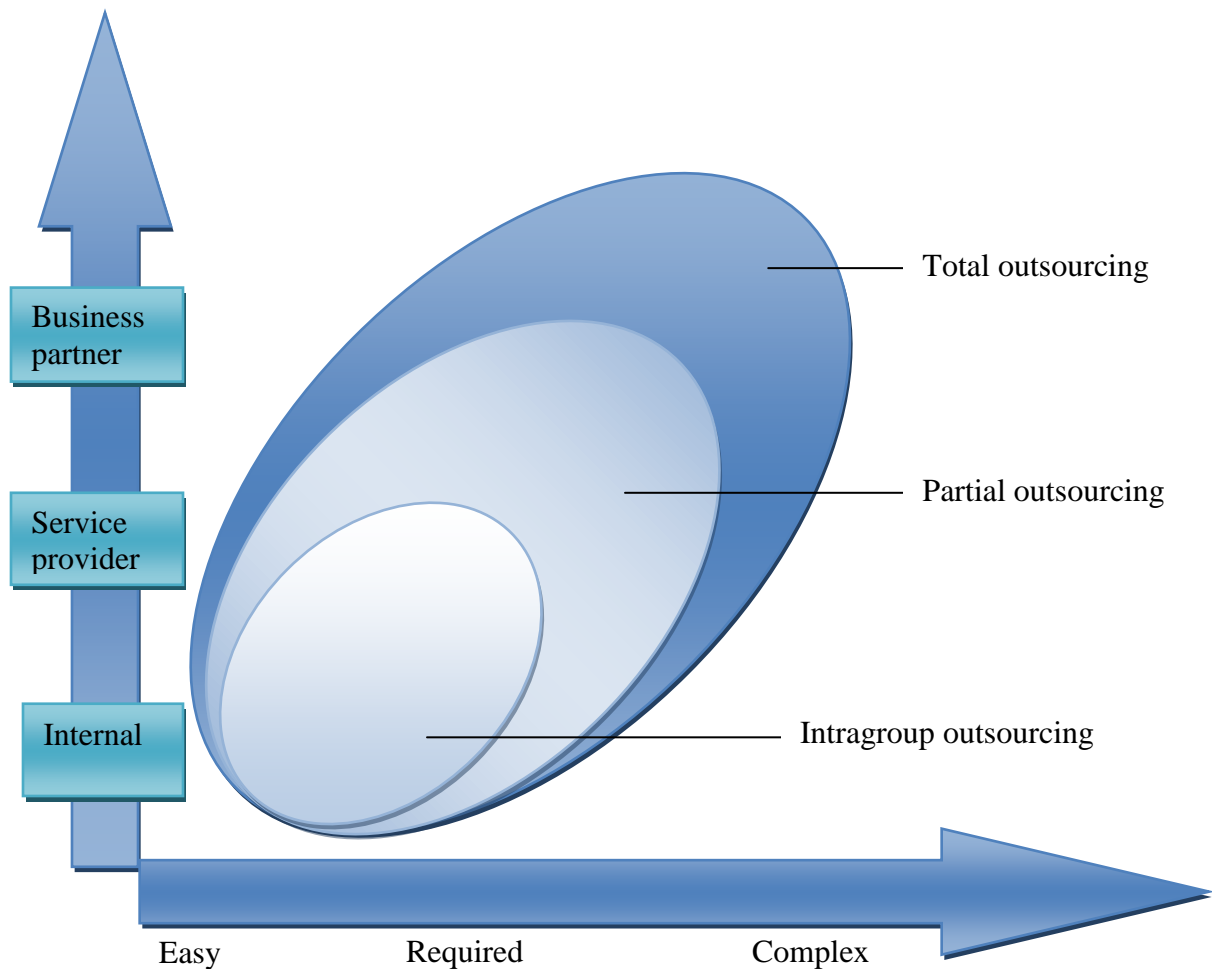 Total outsourcing
Business
partner
Partial outsourcing
Service
provider
Internal
Intragroup outsourcing
Easy
Required
Complex